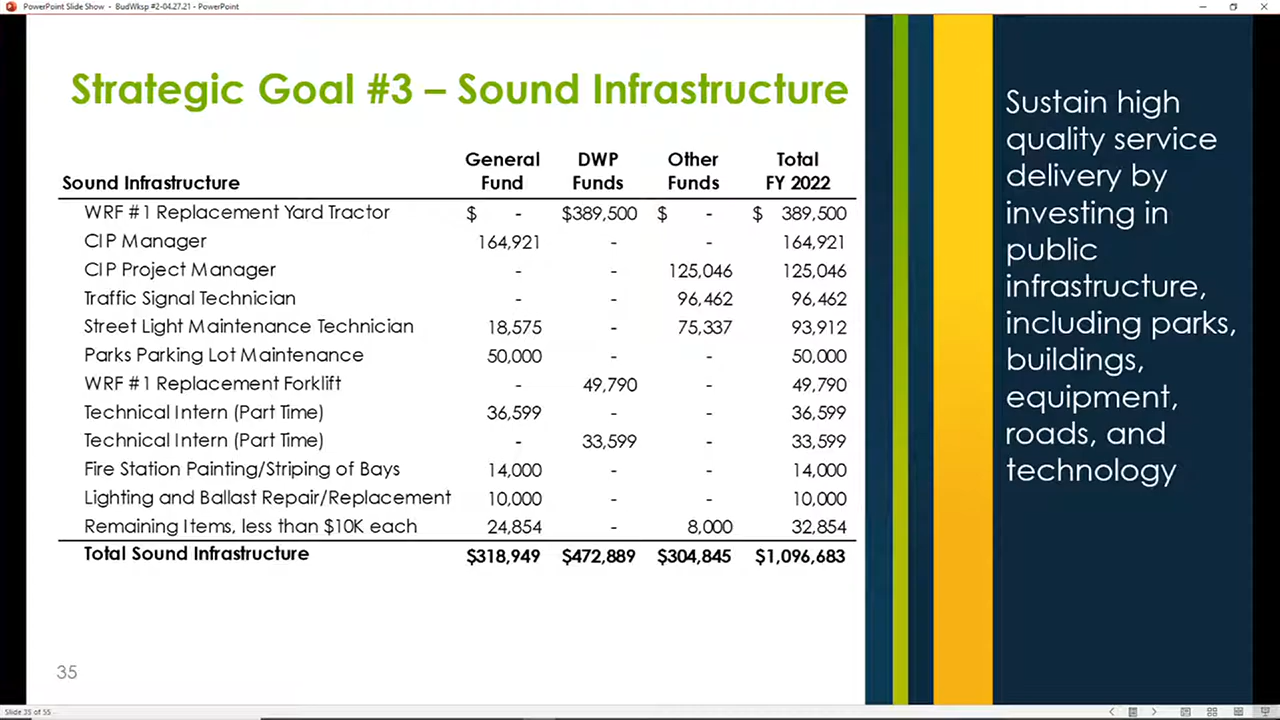 PowerPoint Slide Show - BudWksp #2-04.27.21 - PowerPoint
Strategic Goal #3 – Sound Infrastructure
General DWP Other Total
Sound Infrastructure Fund Funds Funds FY 2022
WRF #1 Replacement Yard Tractor $ - $389,500 $ - $ 389,500
CIP Manager 164,921 - - 164,921
CIP Project Manager - - 125,046 125,046
Traffic Signal Technician - - 96,462 96,462
Street Light Maintenance Technician 18,575 - 75,337 93,912
Parks Parking Lot Maintenance 50,000 - - 50,000
WRF #1 Replacement Forklift - 49,790 - 49,790
Technical Intern (Part Time) 36,599 - - 36,599
Technical Intern (Part Time) - 33,599 - 33,599
Fire Station Painting/Striping of Bays 14,000 - - 14,000
Lighting and Ballast Repair/Replacement 10,000 - - 10,000
Remaining Items, less than $10K each 24,854 - 8,000 32,854
Total Sound Infrastructure $318,949 $472,889 $304,845 $1,096,683
Sustain high
quality service
delivery by
investing in
public
infrastructure,
including parks,
buildings,
equipment,
roads, and
technology
35
Slide 35 of 55